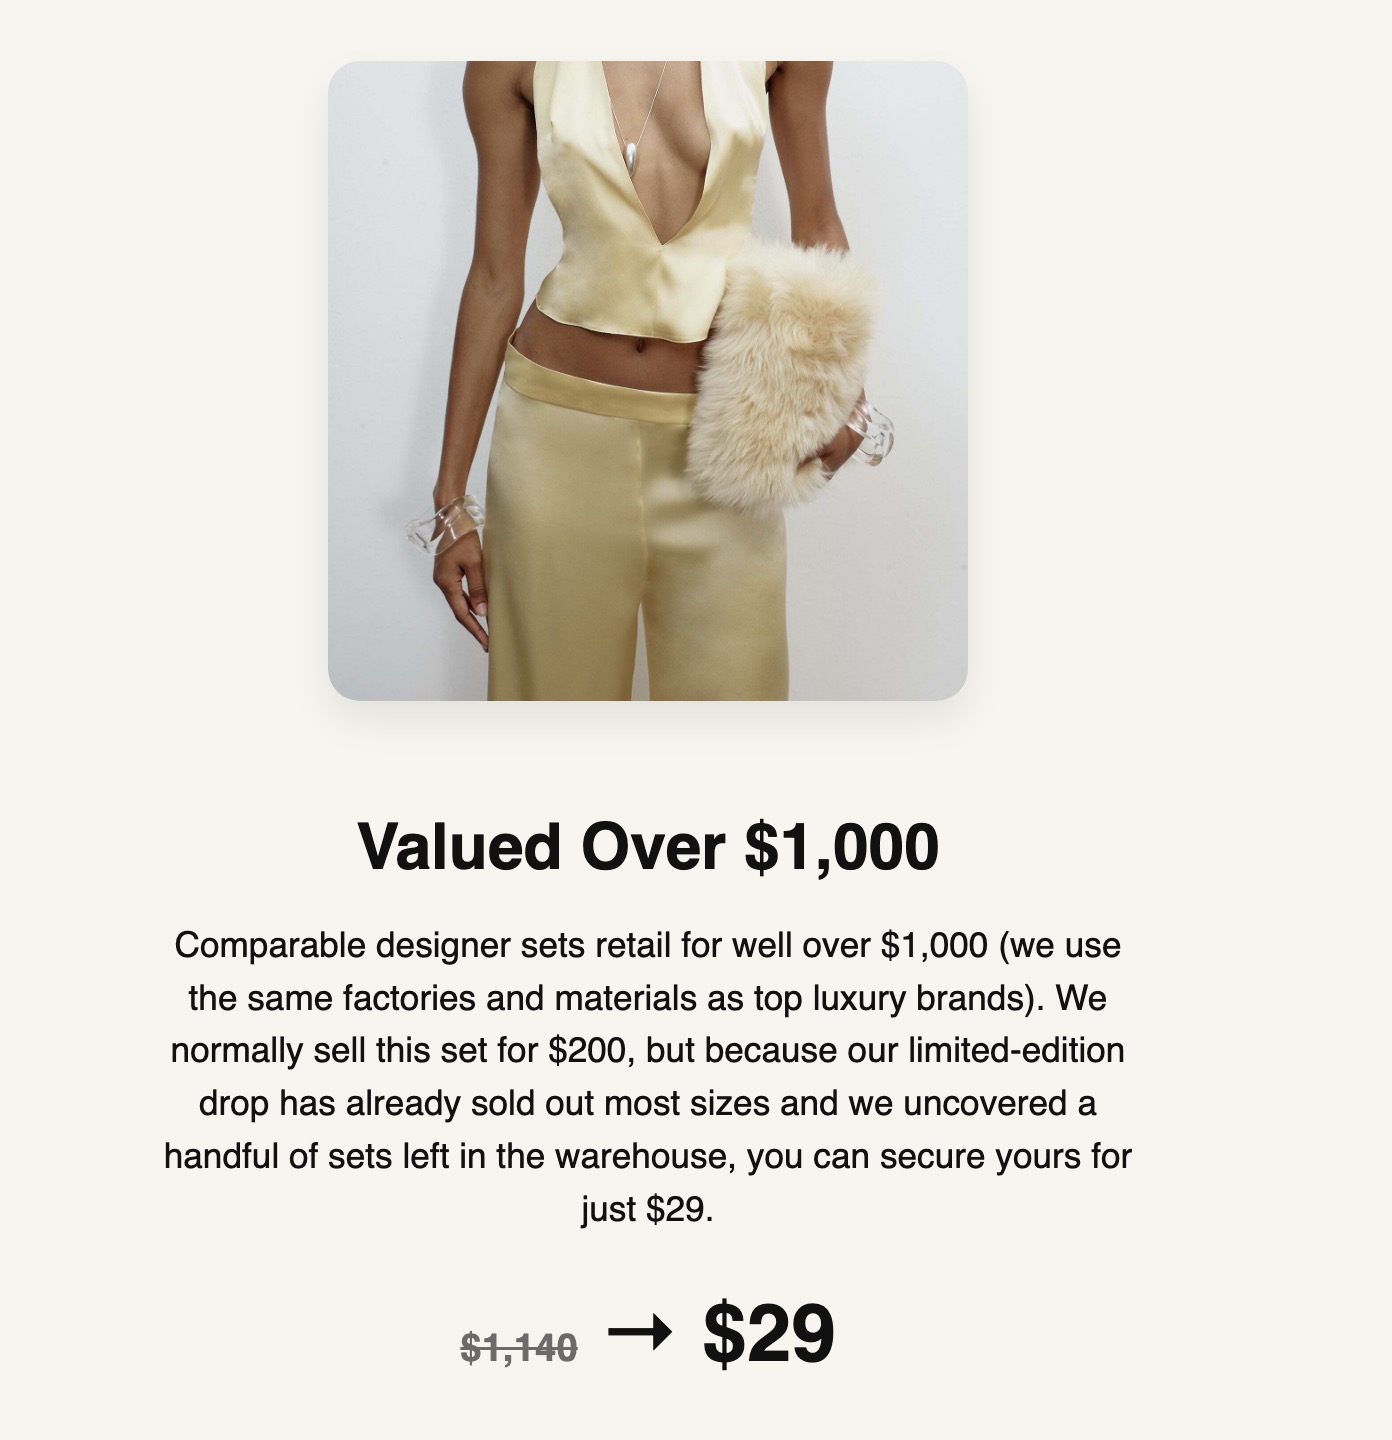 Valued Over $1,000
Comparable designer sets retail for well over $1,000 (we use
the same factories and materials as top luxury brands). We
normally sell this set for $200, but because our limited-edition
drop has already sold out most sizes and we uncovered a
handful of sets left in the warehouse, you can secure yours for
just $29.
$1,140 → $29